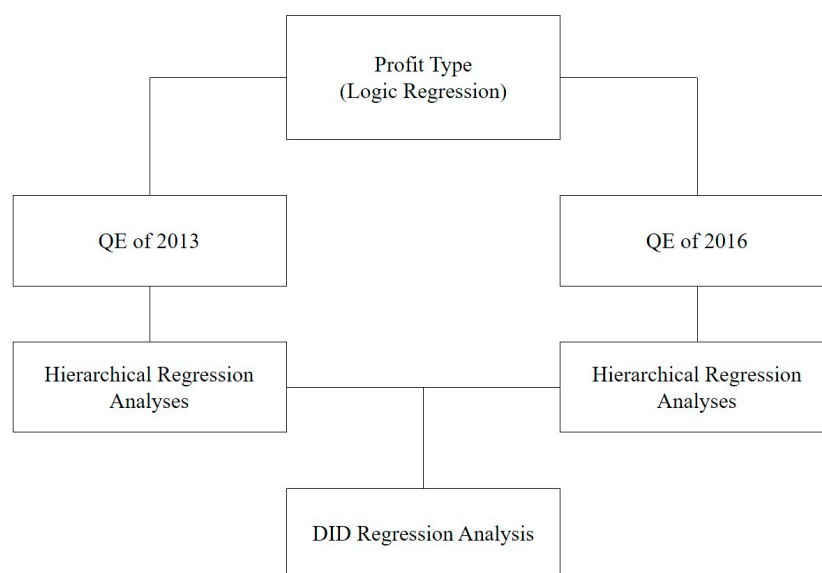 Profit Type
(Logic Regression)
QE of 2013
QE of 2016
Hierarchical Regression
Analyses
Hierarchical Regression
Analyses
DID Regression Analysis